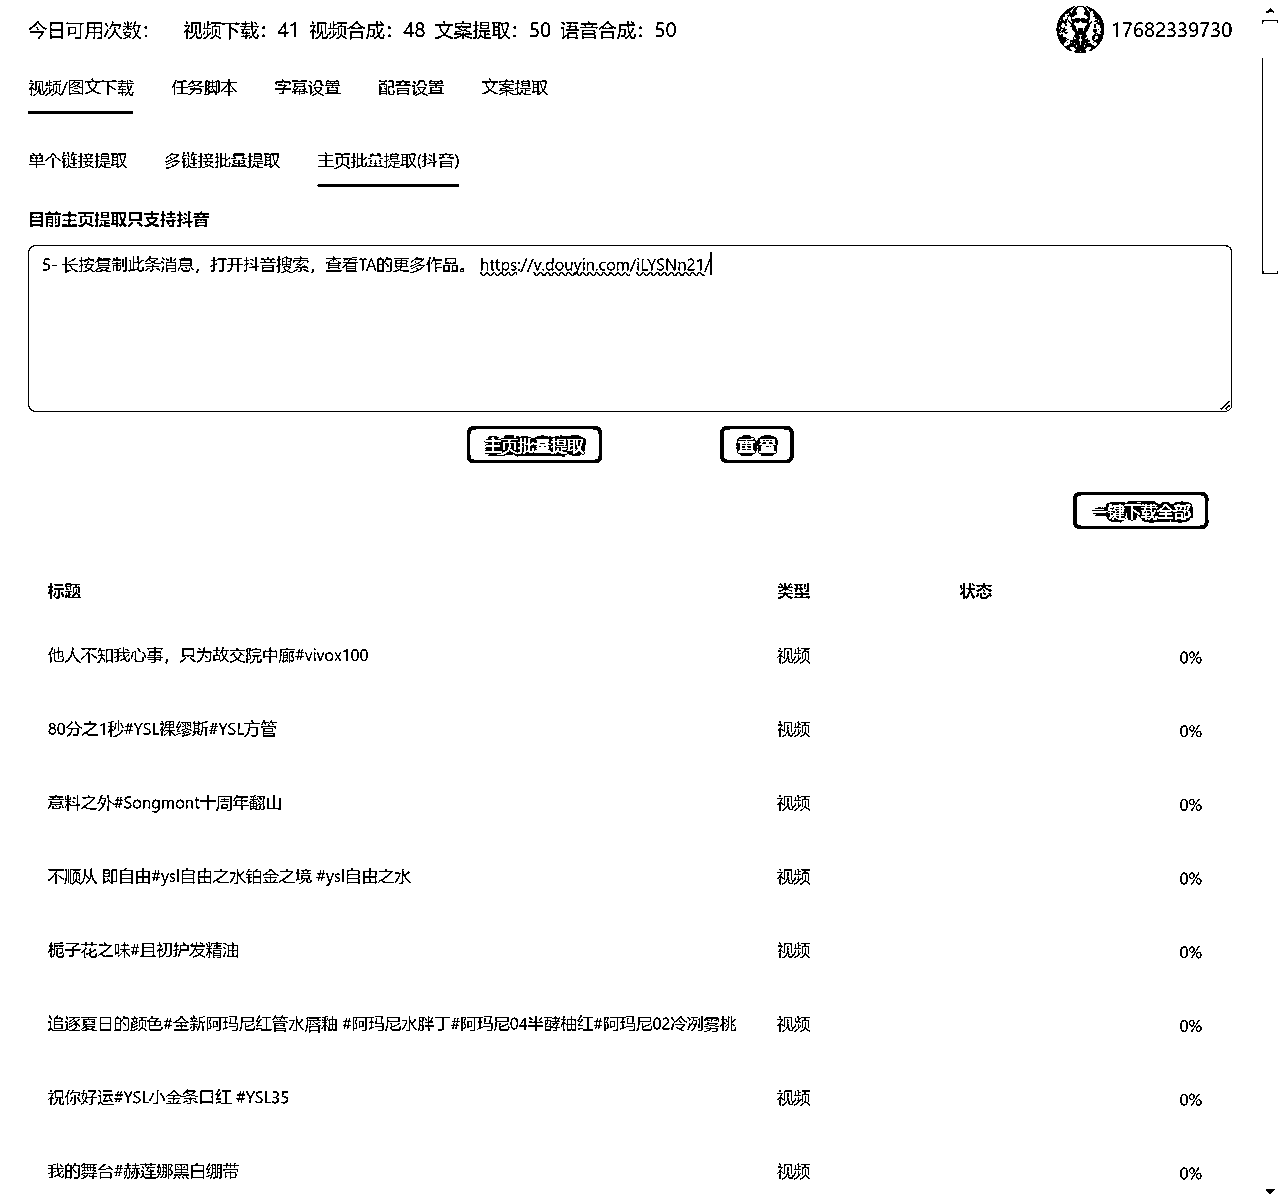 今日可用次数： 视频下载：41 视频合成：48 文案提取：50 语音合成：50 17682339730
视频/图文下载 任务脚本 字幕设置 配音设置 文案提取
单个链接提取 多链接批量提取 主页批量提取(抖音)
目前主页提取只支持抖音
5- 长按复制此条消息，打开抖音搜索，查看TA的更多作品。 https://v.douyin.com/iLYSNn21/
主页批量提取 重置
一键下载全部
标题 类型 状态
他人不知我心事，只为故交院中廊#vivox100 视频 0%
80分之1秒#YSL裸缪斯#YSL方管 视频 0%
意料之外#Songmont十周年翻山 视频 0%
不顺从 即自由#ysl自由之水铂金之境 #ysl自由之水 视频 0%
栀子花之味#且初护发精油 视频 0%
追逐夏日的颜色#全新阿玛尼红管水唇釉 #阿玛尼水胖丁#阿玛尼04半酵柚红#阿玛尼02冷冽雾桃 视频 0%
祝你好运#YSL小金条口红 #YSL35 视频 0%
我的舞台#赫莲娜黑白绷带 视频 0%